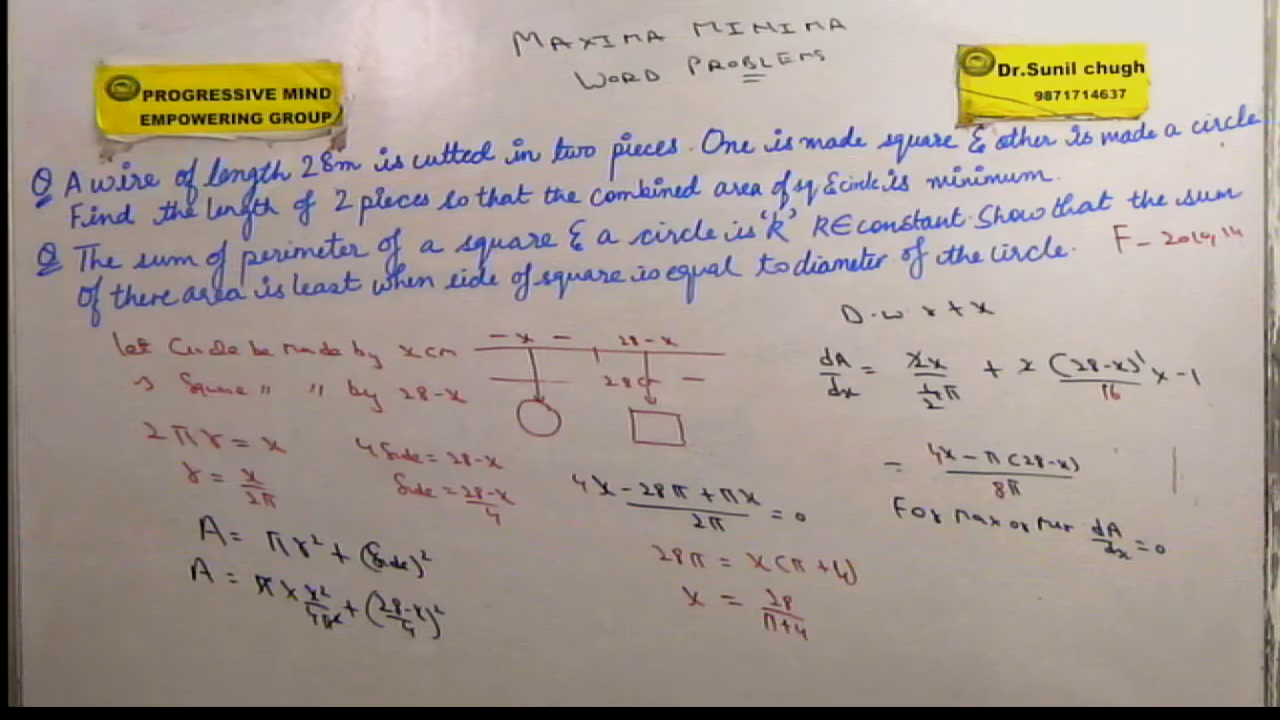 MAXIMA MINIMA
WORD PROBLEMS
PROGRESSIVE MIND
EMPOWERING GROUP
Dr.Sunil chugh
9871714637
Q A wire of length 28m is cutted in two pieces. One is made square & other is made a circle
Find the length of 2 pieces so that the combined area of sq & circle is minimum.
Q The sum of perimeter of a square & a circle is 'K' K∈constant. Show that the sum
of there area is least when side of square is equal to diameter of the circle.
F - 2010, 14
let Circle be made by x cm
⇒ Square " " by 28-x
- x - 28-x
28
2πr = x
r = x/2π
4 Side = 28-x
Side = 28-x/4
A = πr² + (Side)²
A = π × x²/4π² + (28-x/4)²
4x - 28π + πx / 2π = 0
28π = x(π+4)
x = 28/π+4
D. w. r to x
dA/dx = 2x/4π + 2 (28-x)¹/16 x -1
= 4x - π(28-x) / 8π
For max or min dA/dx = 0